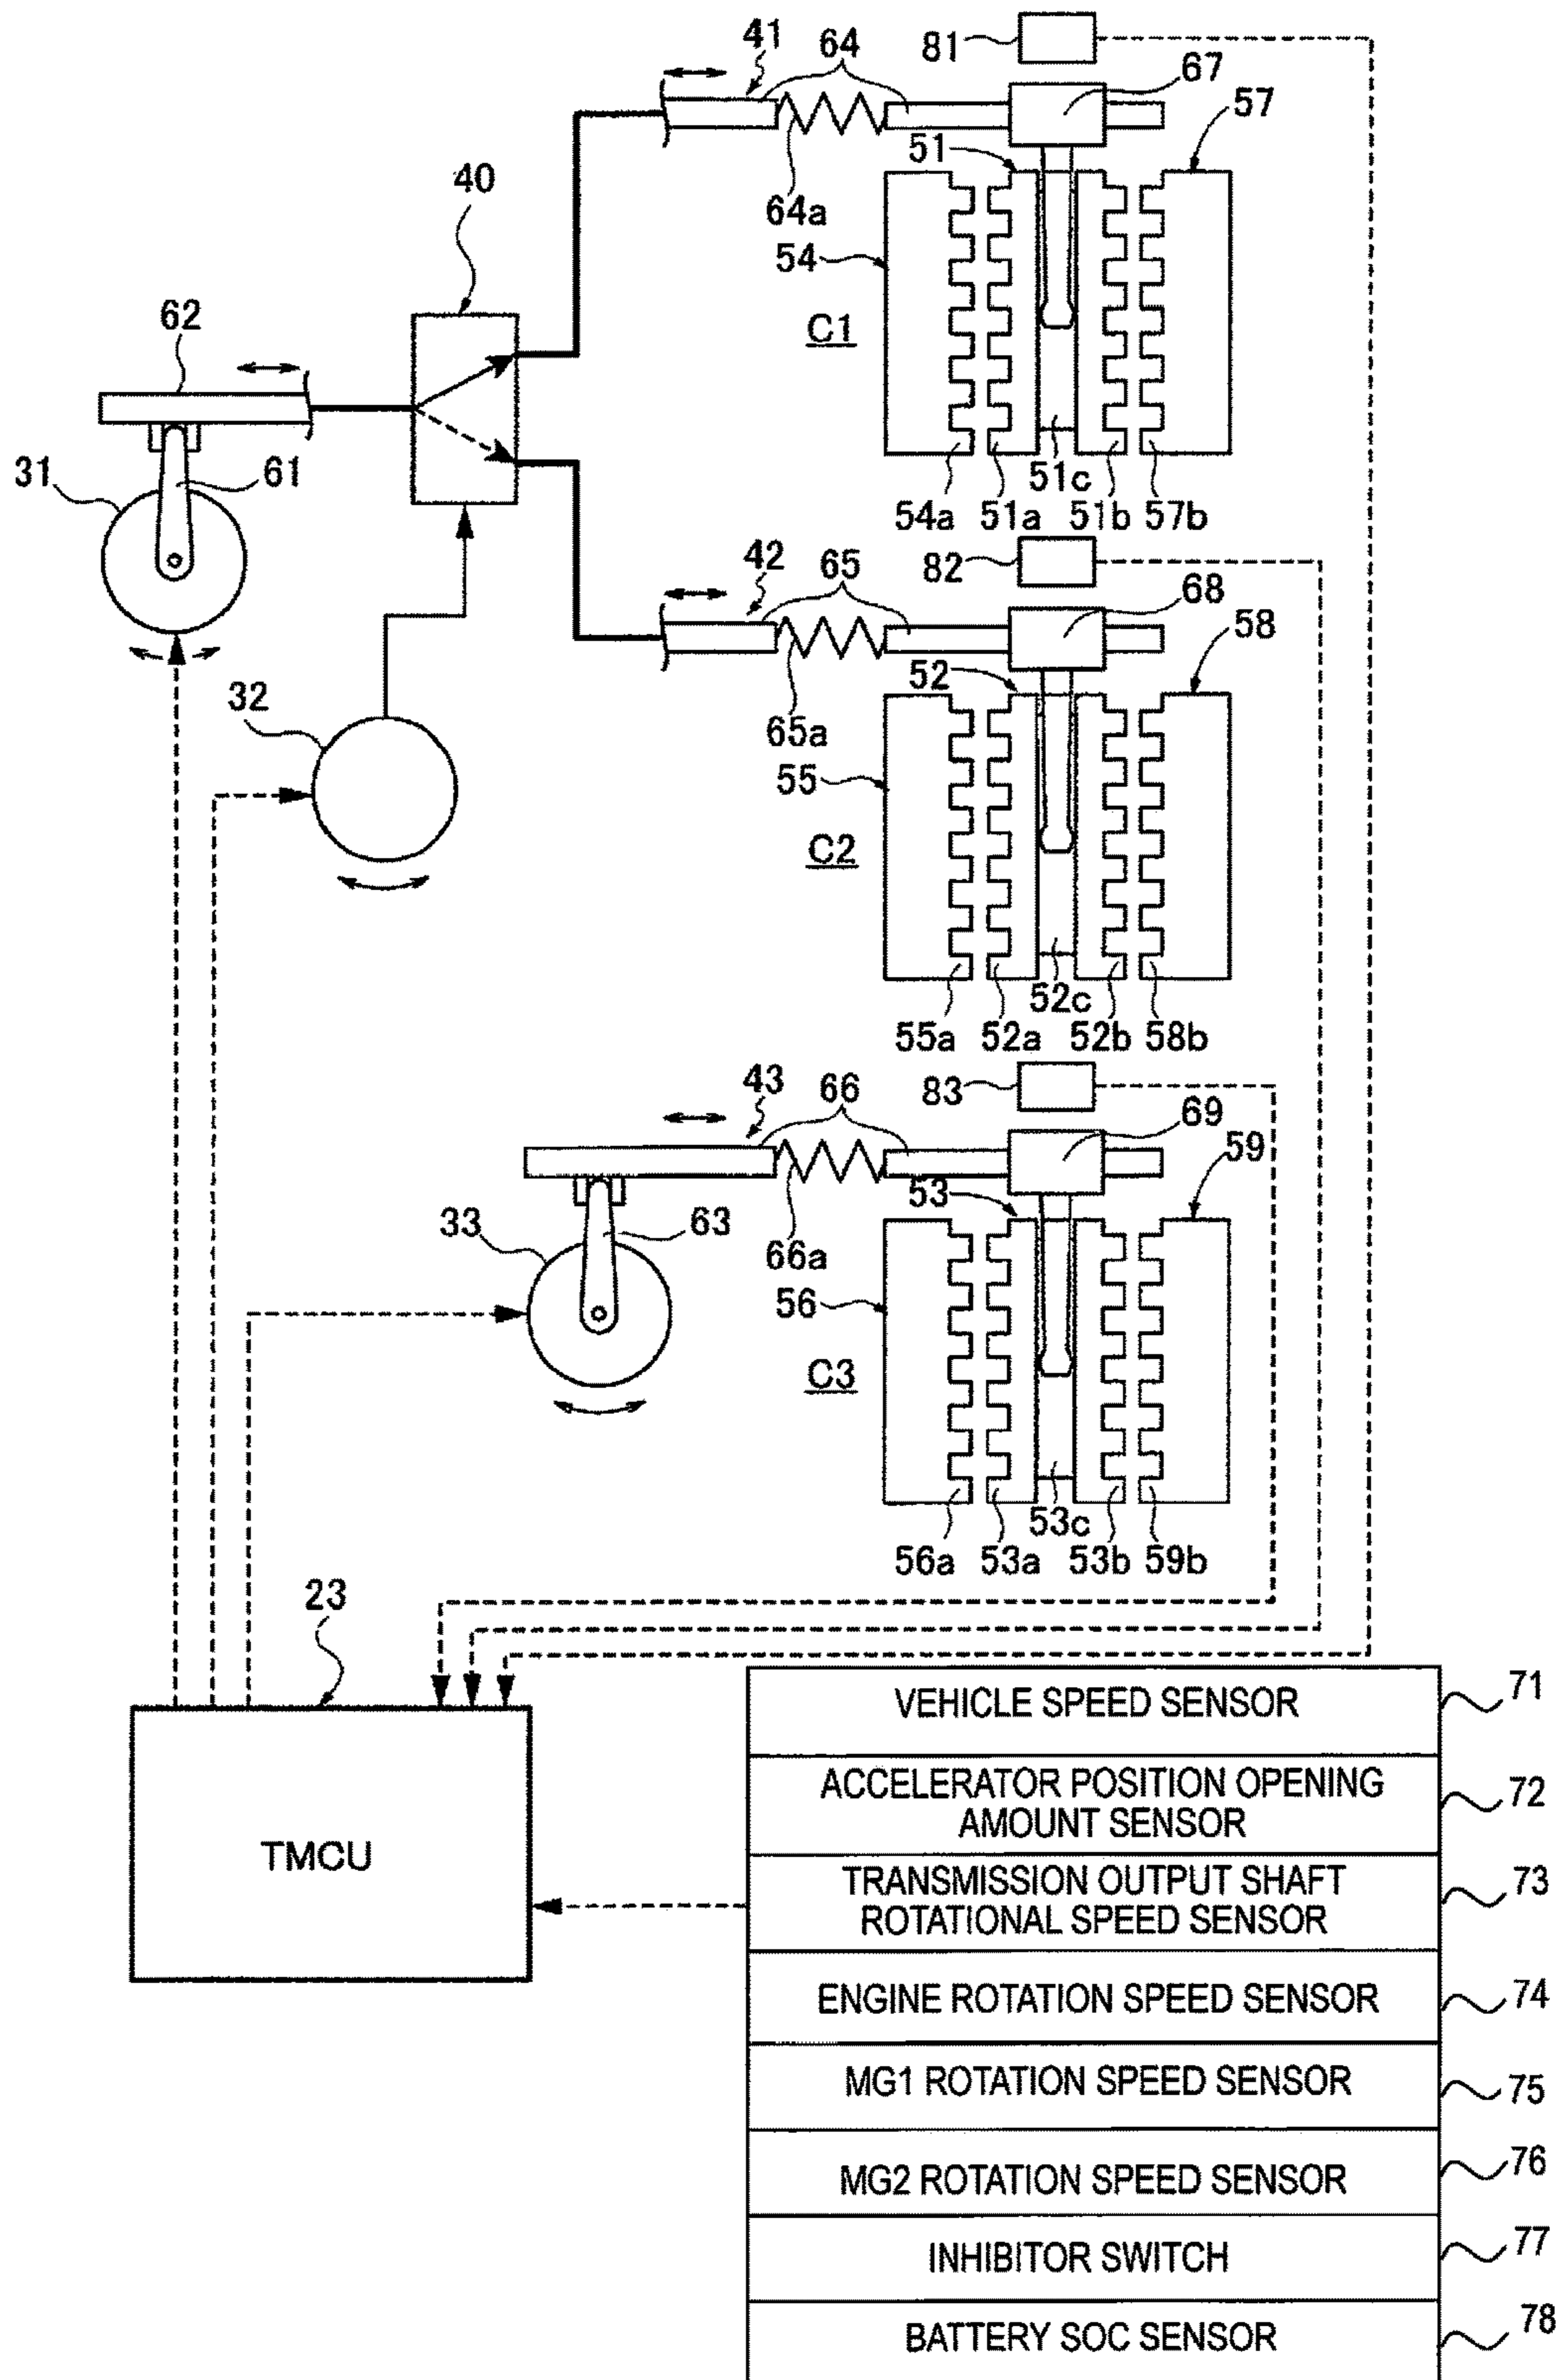 41
64
81
67
57
51
40
64a
54
62
C1
31
61
51c
54a
51a
51b
57b
42
65
82
68
58
52
32
65a
55
C2
52c
55a
52a
52b
58b
43
66
83
69
59
53
33
63
66a
56
C3
53c
56a
53a
53b
59b
23
VEHICLE SPEED SENSOR
71
ACCELERATOR POSITION OPENING
AMOUNT SENSOR
72
TMCU
TRANSMISSION OUTPUT SHAFT
ROTATIONAL SPEED SENSOR
73
ENGINE ROTATION SPEED SENSOR
74
MG1 ROTATION SPEED SENSOR
75
MG2 ROTATION SPEED SENSOR
76
INHIBITOR SWITCH
77
BATTERY SOC SENSOR
78